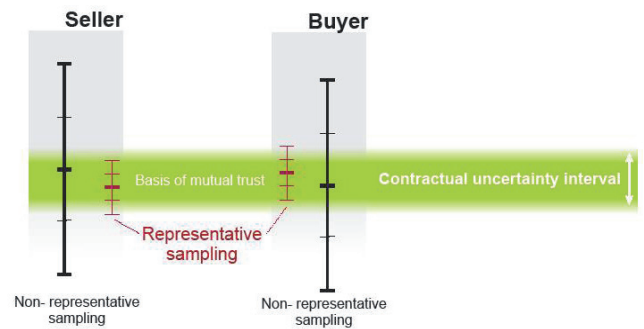 Seller
Buyer
Basis of mutual trust
Contractual uncertainty interval
Representative
sampling
Non- representative
sampling
Non- representative
sampling